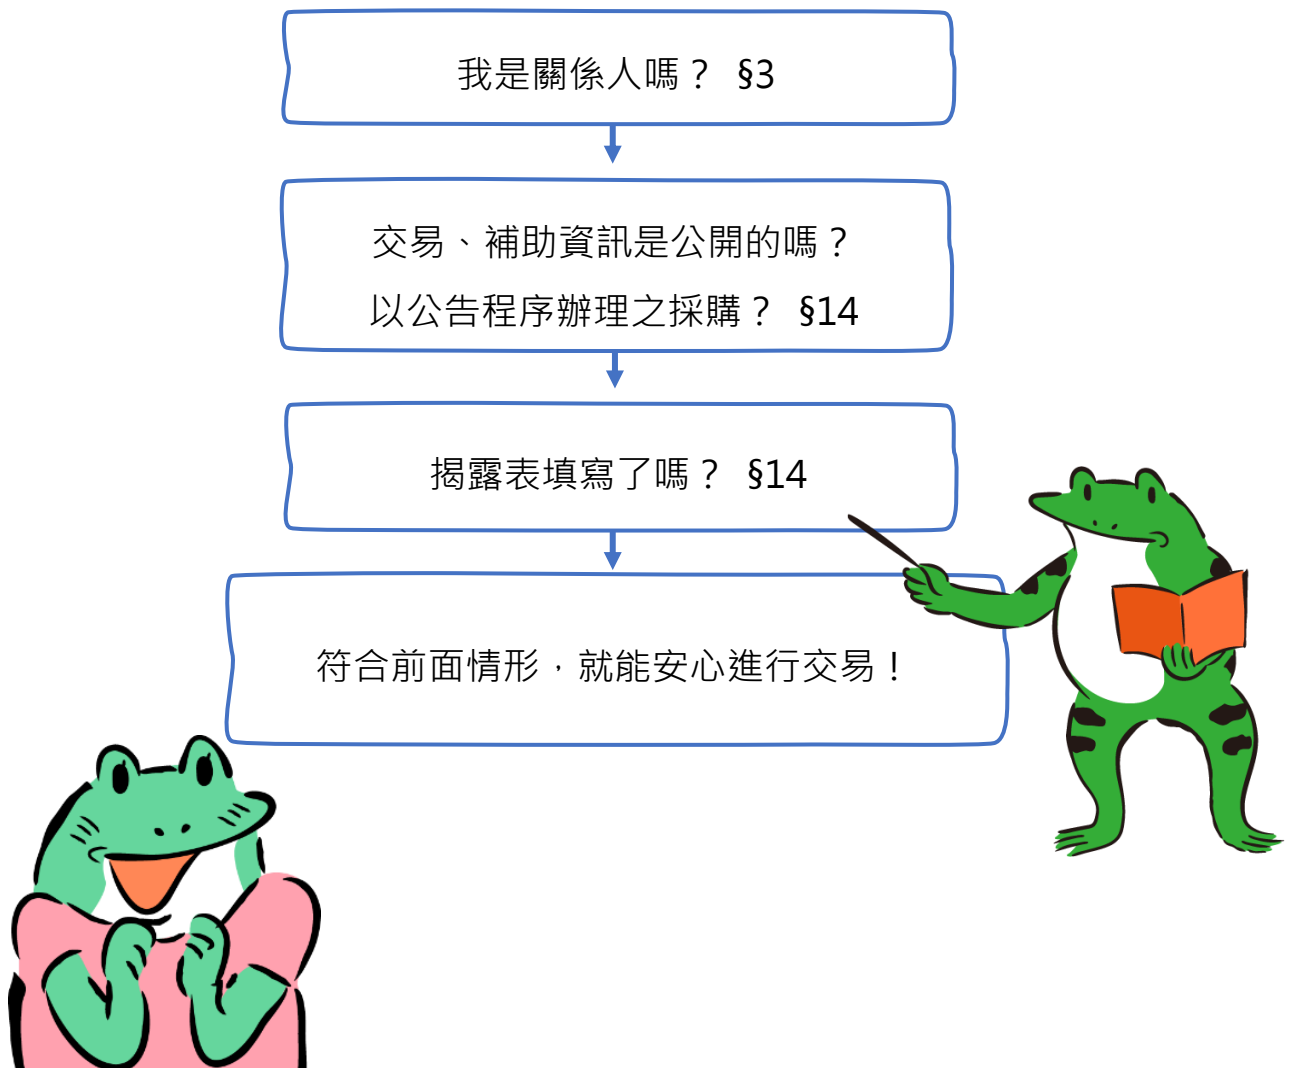 我是關係人嗎？ §3
交易、補助資訊是公開的嗎？
以公告程序辦理之採購？ §14
揭露表填寫了嗎？ §14
符合前面情形，就能安心進行交易！